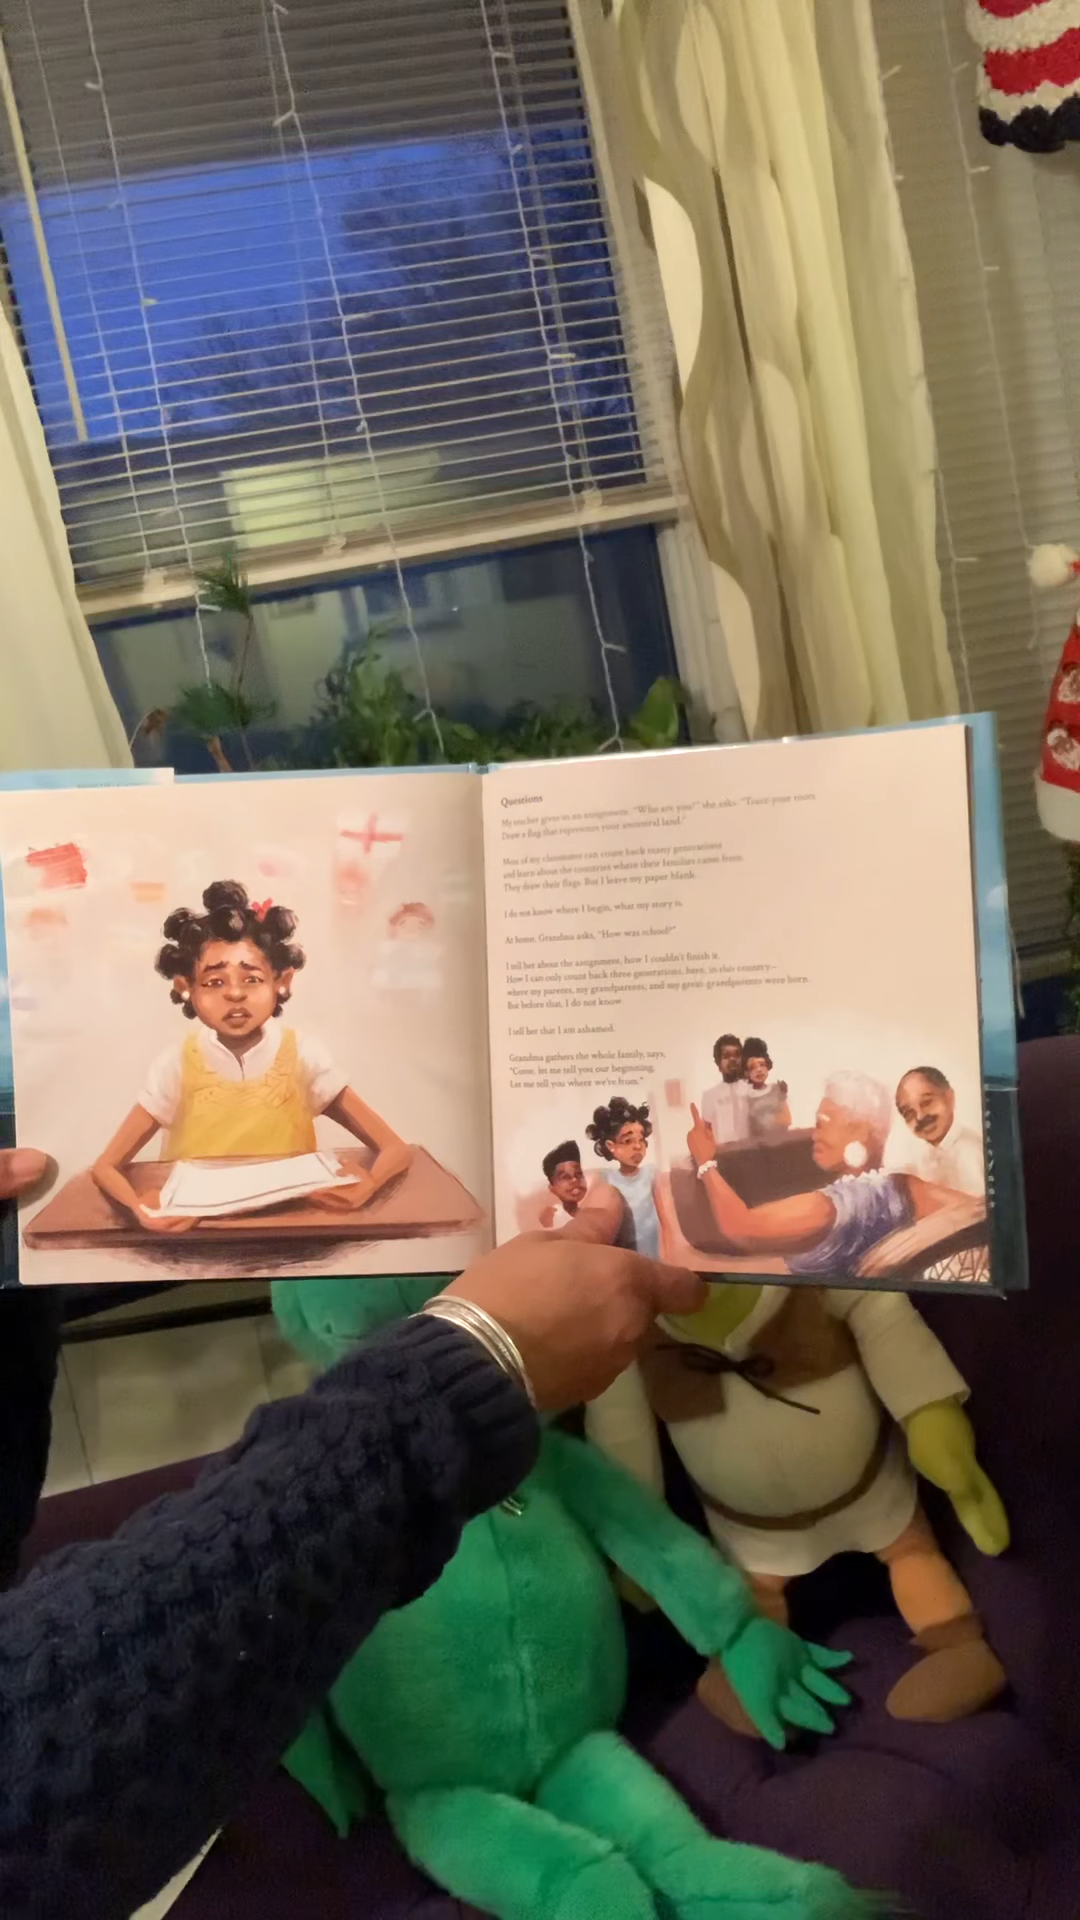 Questions
My teacher gives us an assignment. "Who are you?" she asks. "Trace your roots.
Draw a flag that represents your ancestral land."
Most of my classmates can count back many generations
and learn about the countries where their families came from.
They draw their flags. But I leave my paper blank.
I do not know where I begin, what my story is.
At home, Grandma asks, "How was school?"
I tell her about the assignment, how I couldn't finish it.
How I can only count back three generations, here, in this country—
where my parents, my grandparents, and my great-grandparents were born.
But before that, I do not know.
I tell her that I am ashamed.
Grandma gathers the whole family, says,
"Come, let me tell you our beginning.
Let me tell you where we're from."